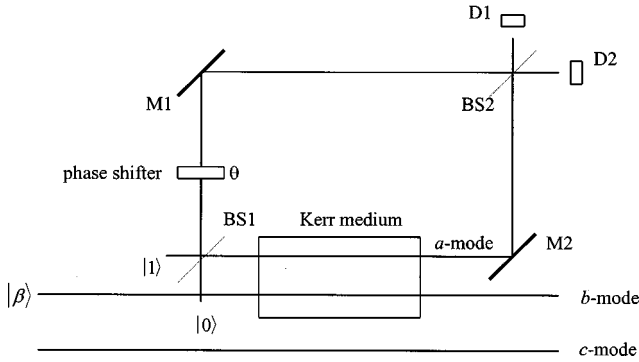 D1
D2
M1
BS2
phase shifter
θ
BS1
Kerr medium
a-mode
M2
|1⟩
|β⟩
b-mode
|0⟩
c-mode